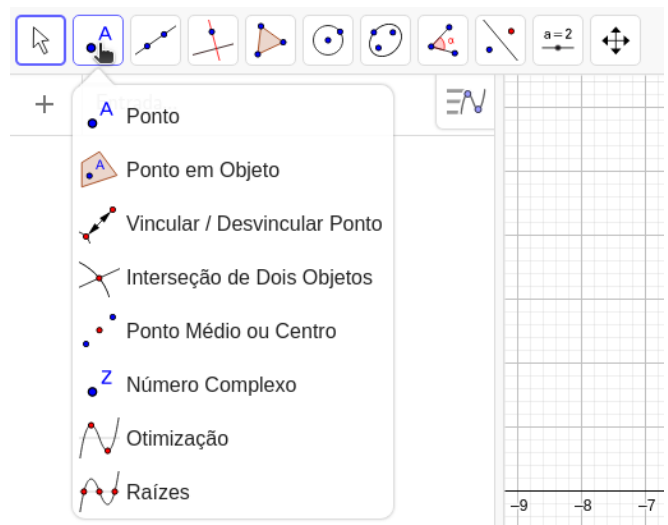 A
α
a=2
+
Entrada...
A Ponto
A Ponto em Objeto
Vincular / Desvincular Ponto
Interseção de Dois Objetos
Ponto Médio ou Centro
Z Número Complexo
Otimização
Raízes
–9 –8 –7